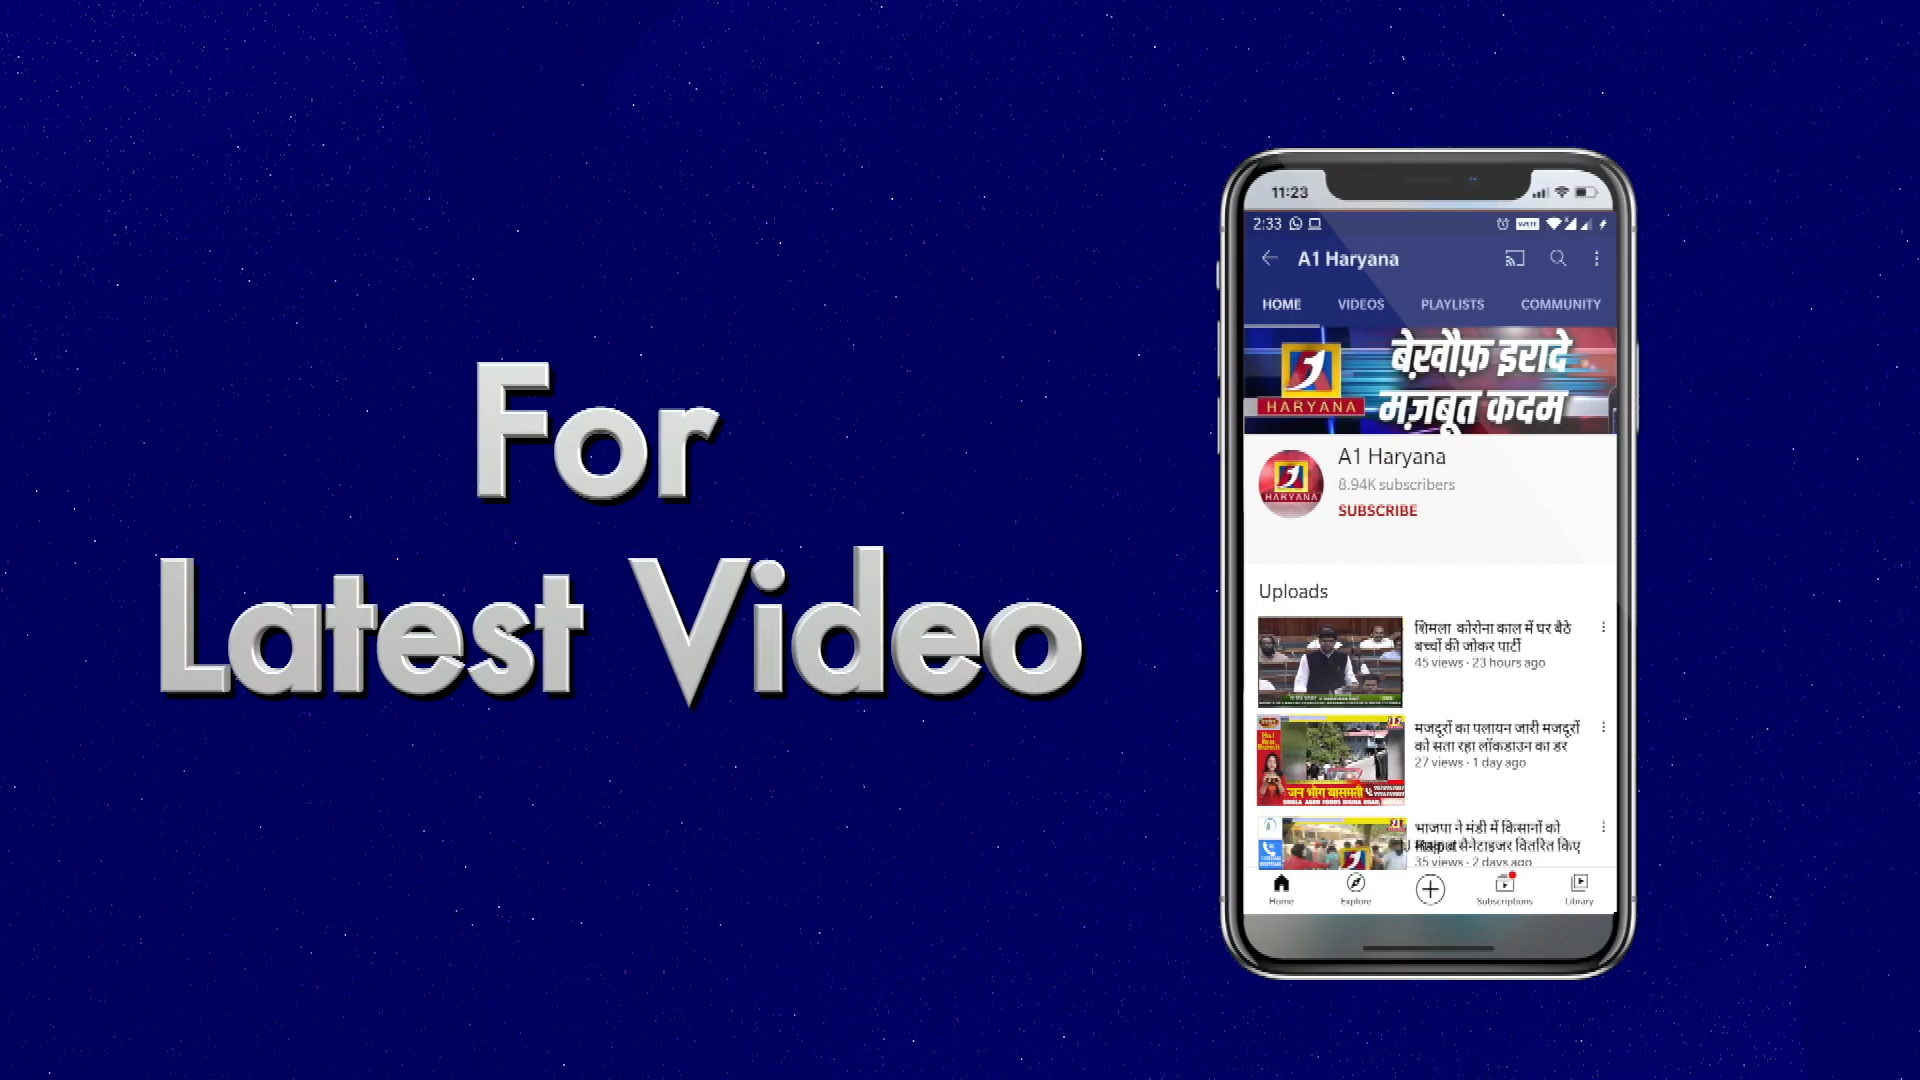 For
Latest Video
11:23
2:33
A1 Haryana
HOME VIDEOS PLAYLISTS COMMUNITY
बेख़ौफ़ इरादे
मज़बूत कदम
HARYANA
A1 Haryana
8.94K subscribers
SUBSCRIBE
HARYANA
Uploads
शिमला कोरोना काल में घर बैठे
बच्चों की जोकर पार्टी
45 views · 23 hours ago
मजदूरों का पलायन जारी मजदूरों
को सता रहा लॉकडाउन का डर
27 views · 1 day ago
जन भोग बासमती
भाजपा ने मंडी में किसानों को
सैनेटाइजर वितरित किए
35 views · 2 days ago
Home Explore Subscriptions Library